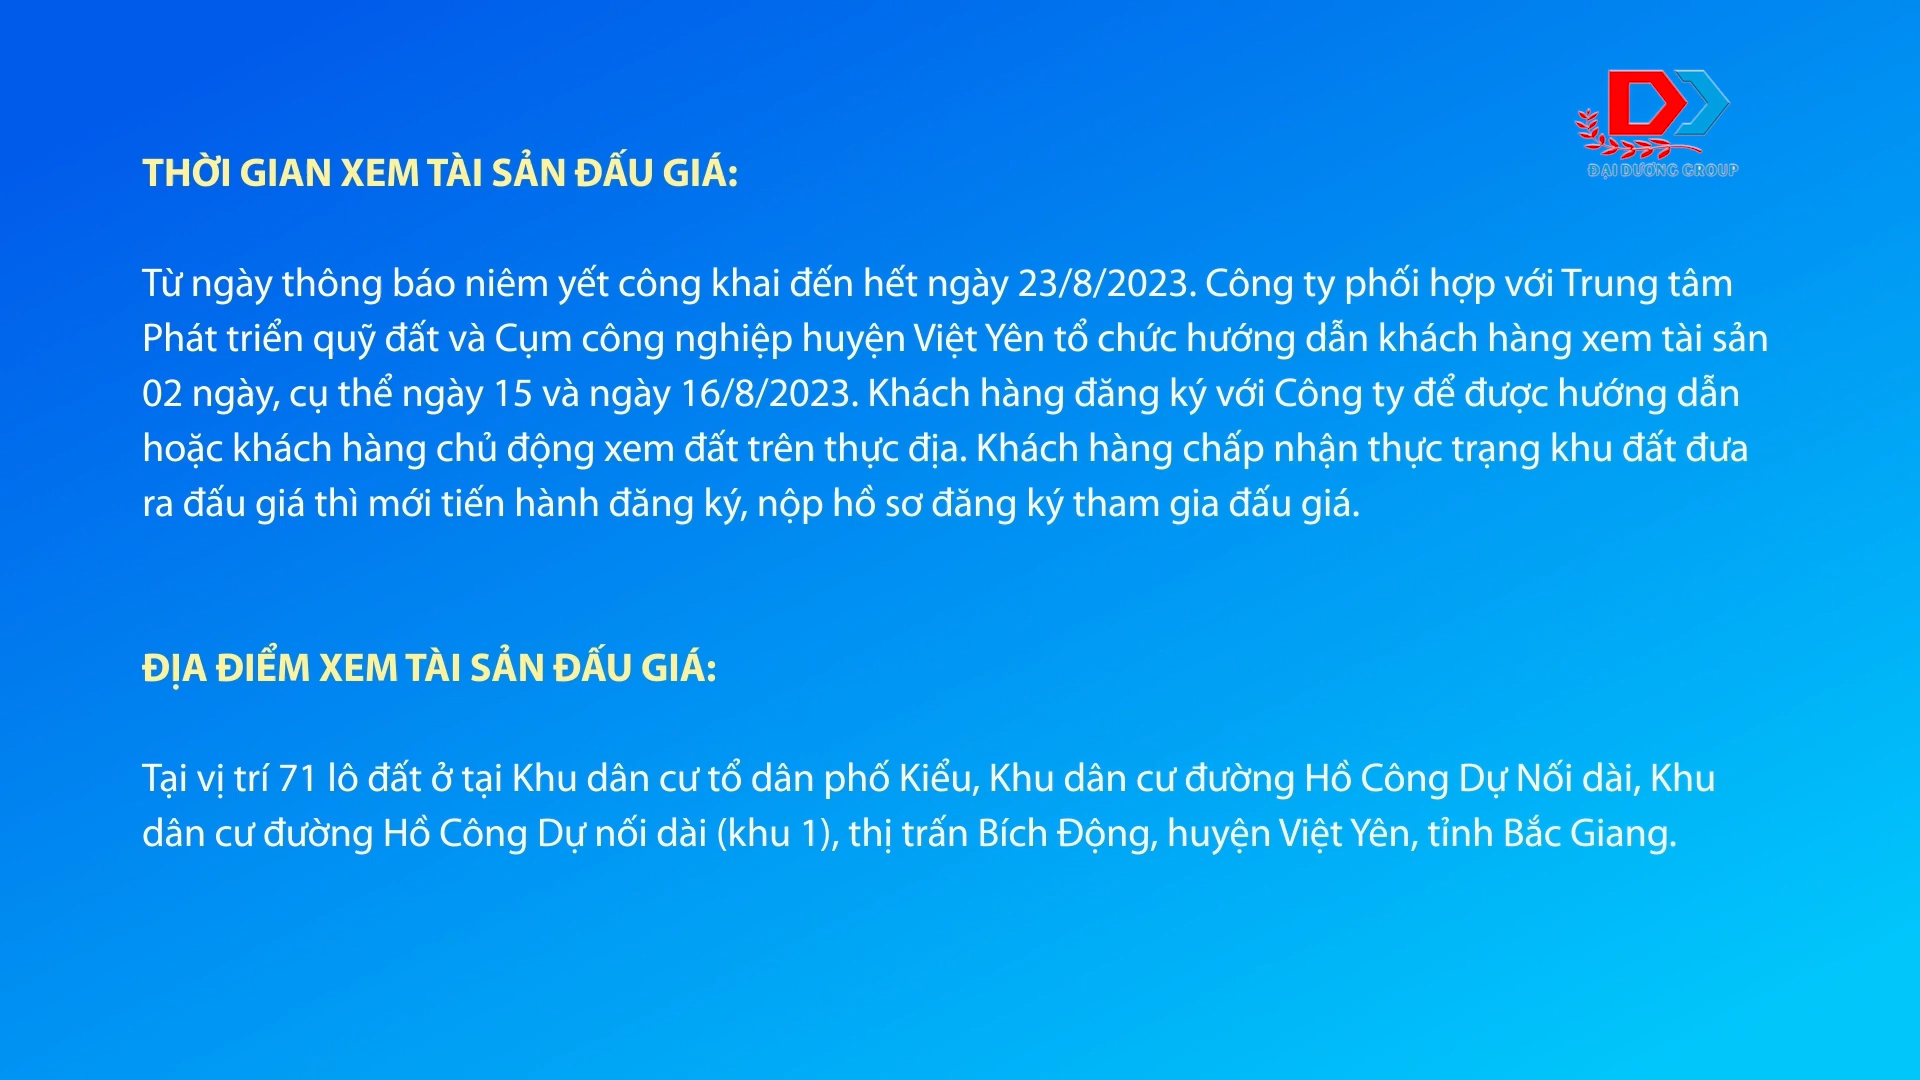 ĐẠI DƯƠNG GROUP
THỜI GIAN XEM TÀI SẢN ĐẤU GIÁ:
Từ ngày thông báo niêm yết công khai đến hết ngày 23/8/2023. Công ty phối hợp với Trung tâm
Phát triển quỹ đất và Cụm công nghiệp huyện Việt Yên tổ chức hướng dẫn khách hàng xem tài sản
02 ngày, cụ thể ngày 15 và ngày 16/8/2023. Khách hàng đăng ký với Công ty để được hướng dẫn
hoặc khách hàng chủ động xem đất trên thực địa. Khách hàng chấp nhận thực trạng khu đất đưa
ra đấu giá thì mới tiến hành đăng ký, nộp hồ sơ đăng ký tham gia đấu giá.
ĐỊA ĐIỂM XEM TÀI SẢN ĐẤU GIÁ:
Tại vị trí 71 lô đất ở tại Khu dân cư tổ dân phố Kiểu, Khu dân cư đường Hồ Công Dự Nối dài, Khu
dân cư đường Hồ Công Dự nối dài (khu 1), thị trấn Bích Động, huyện Việt Yên, tỉnh Bắc Giang.